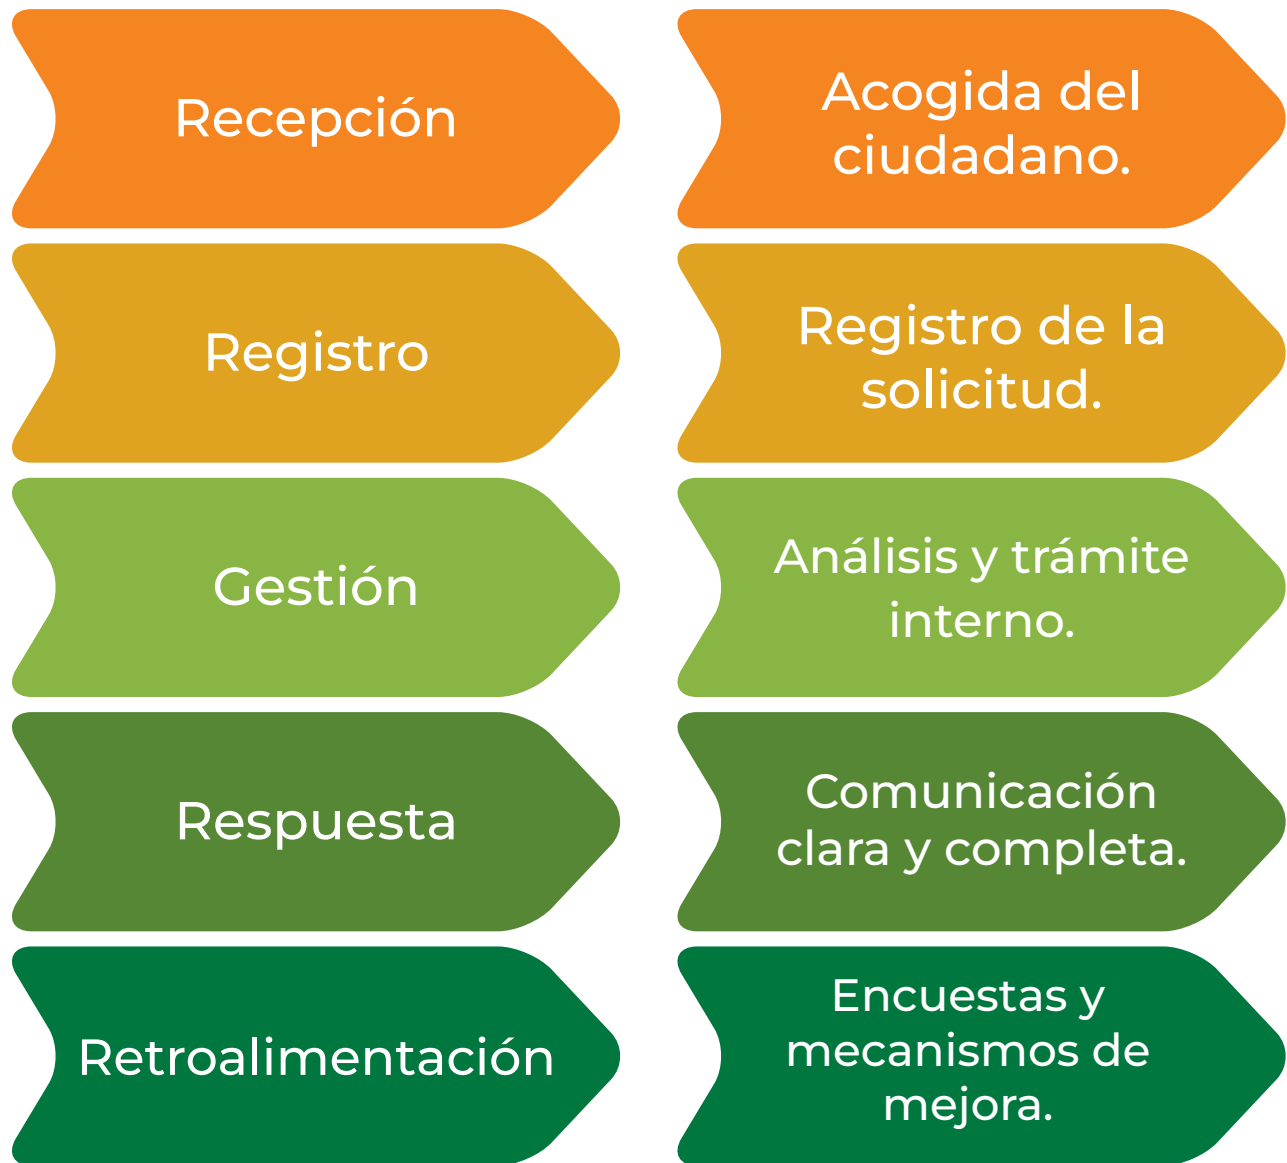 Recepción
Acogida del
ciudadano.
Registro
Registro de la
solicitud.
Gestión
Análisis y trámite
interno.
Respuesta
Comunicación
clara y completa.
Retroalimentación
Encuestas y
mecanismos de
mejora.